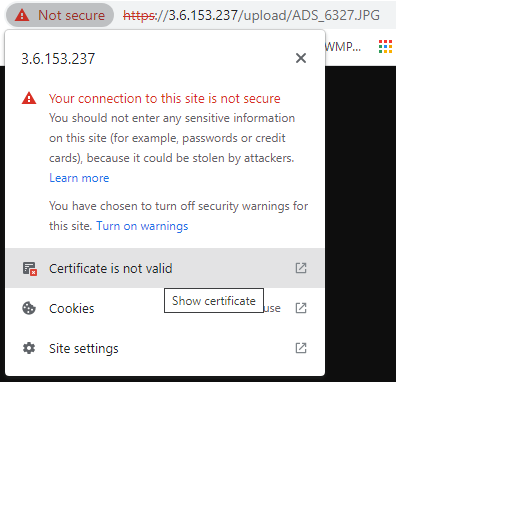 Not secure https://3.6.153.237/upload/ADS_6327.JPG
WMP...
3.6.153.237
Your connection to this site is not secure
You should not enter any sensitive information
on this site (for example, passwords or credit
cards), because it could be stolen by attackers.
Learn more
You have chosen to turn off security warnings for
this site. Turn on warnings
Certificate is not valid
Show certificate
Cookies use
Site settings